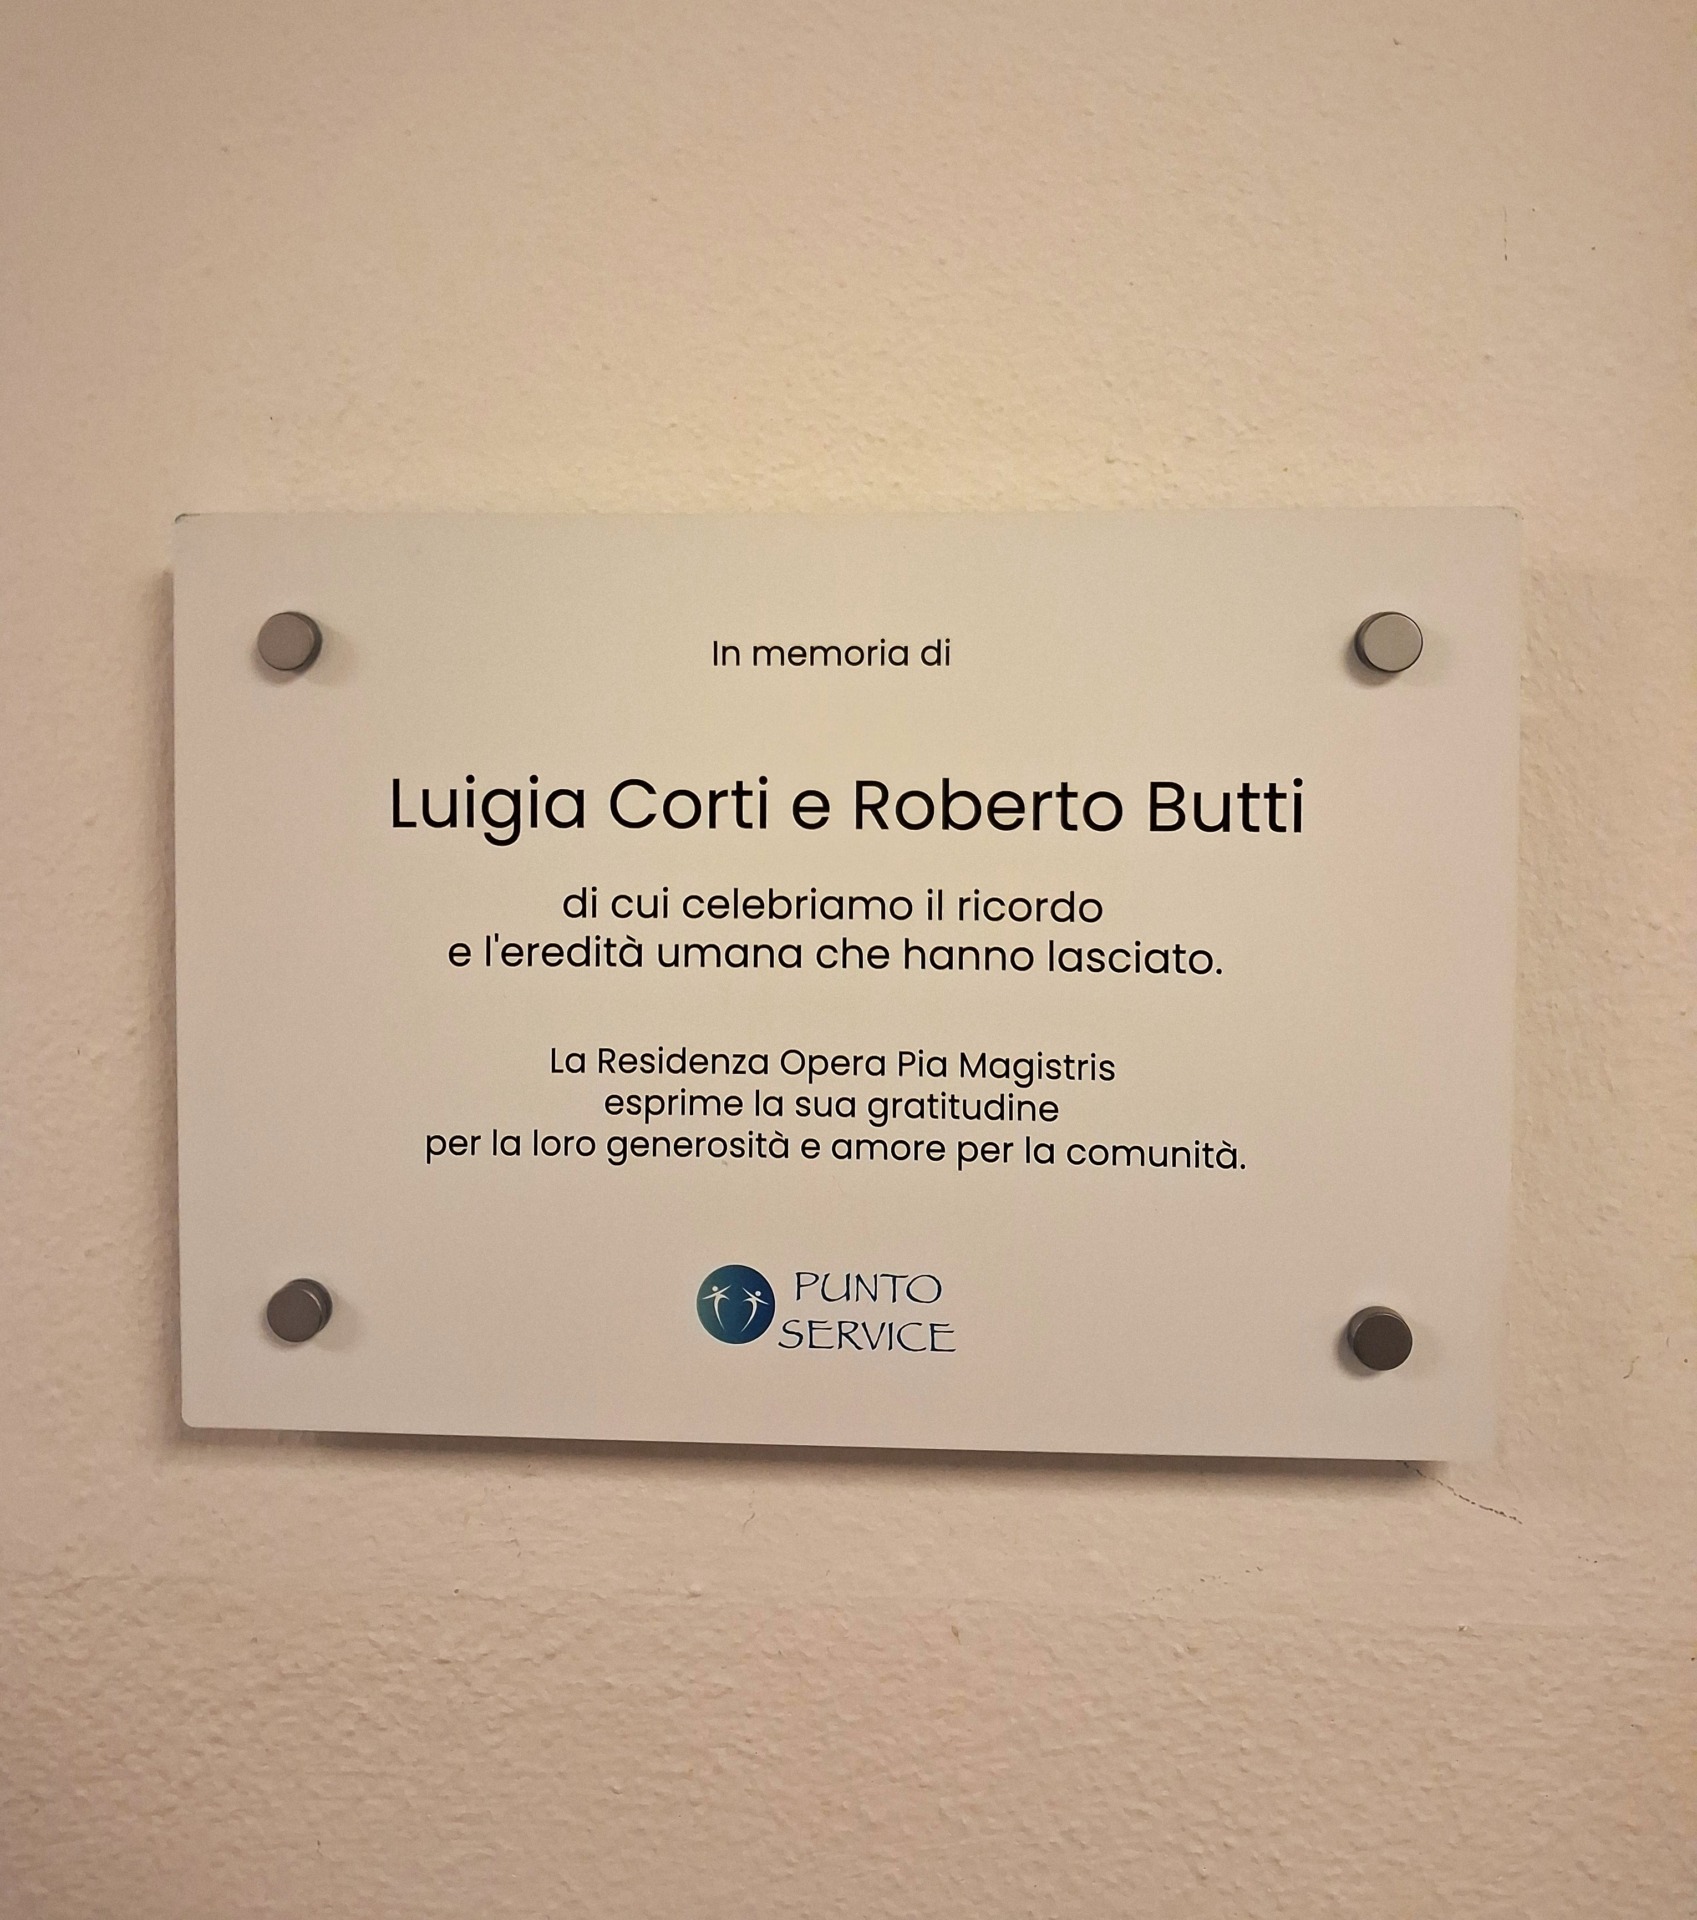 In memoria di
Luigia Corti e Roberto Butti
di cui celebriamo il ricordo
e l'eredità umana che hanno lasciato.
La Residenza Opera Pia Magistris
esprime la sua gratitudine
per la loro generosità e amore per la comunità.
PUNTO
SERVICE